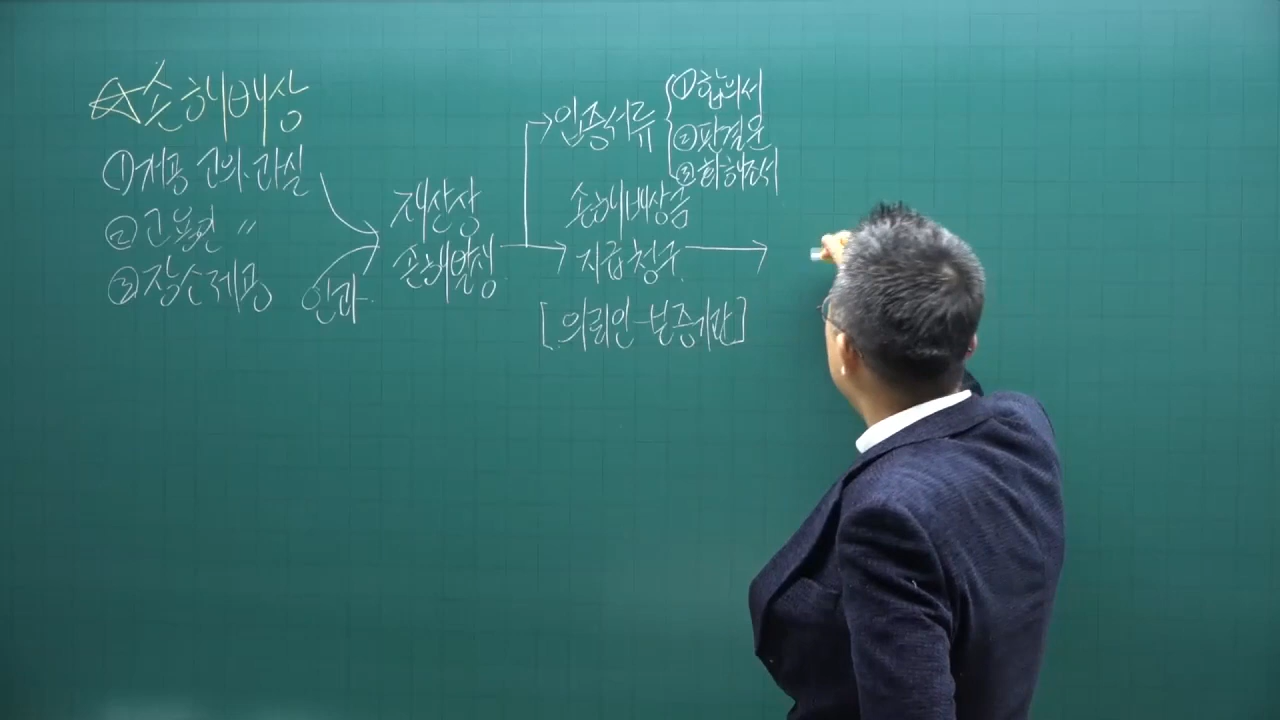 ☆손해배상
①개공 고의·과실
②고용인 〃
③장소제공
인과
재산상
손해발생
입증서류
①합의서
②판결문
③화해조서
손해배상금
지급청구
[의뢰인→보증기관]